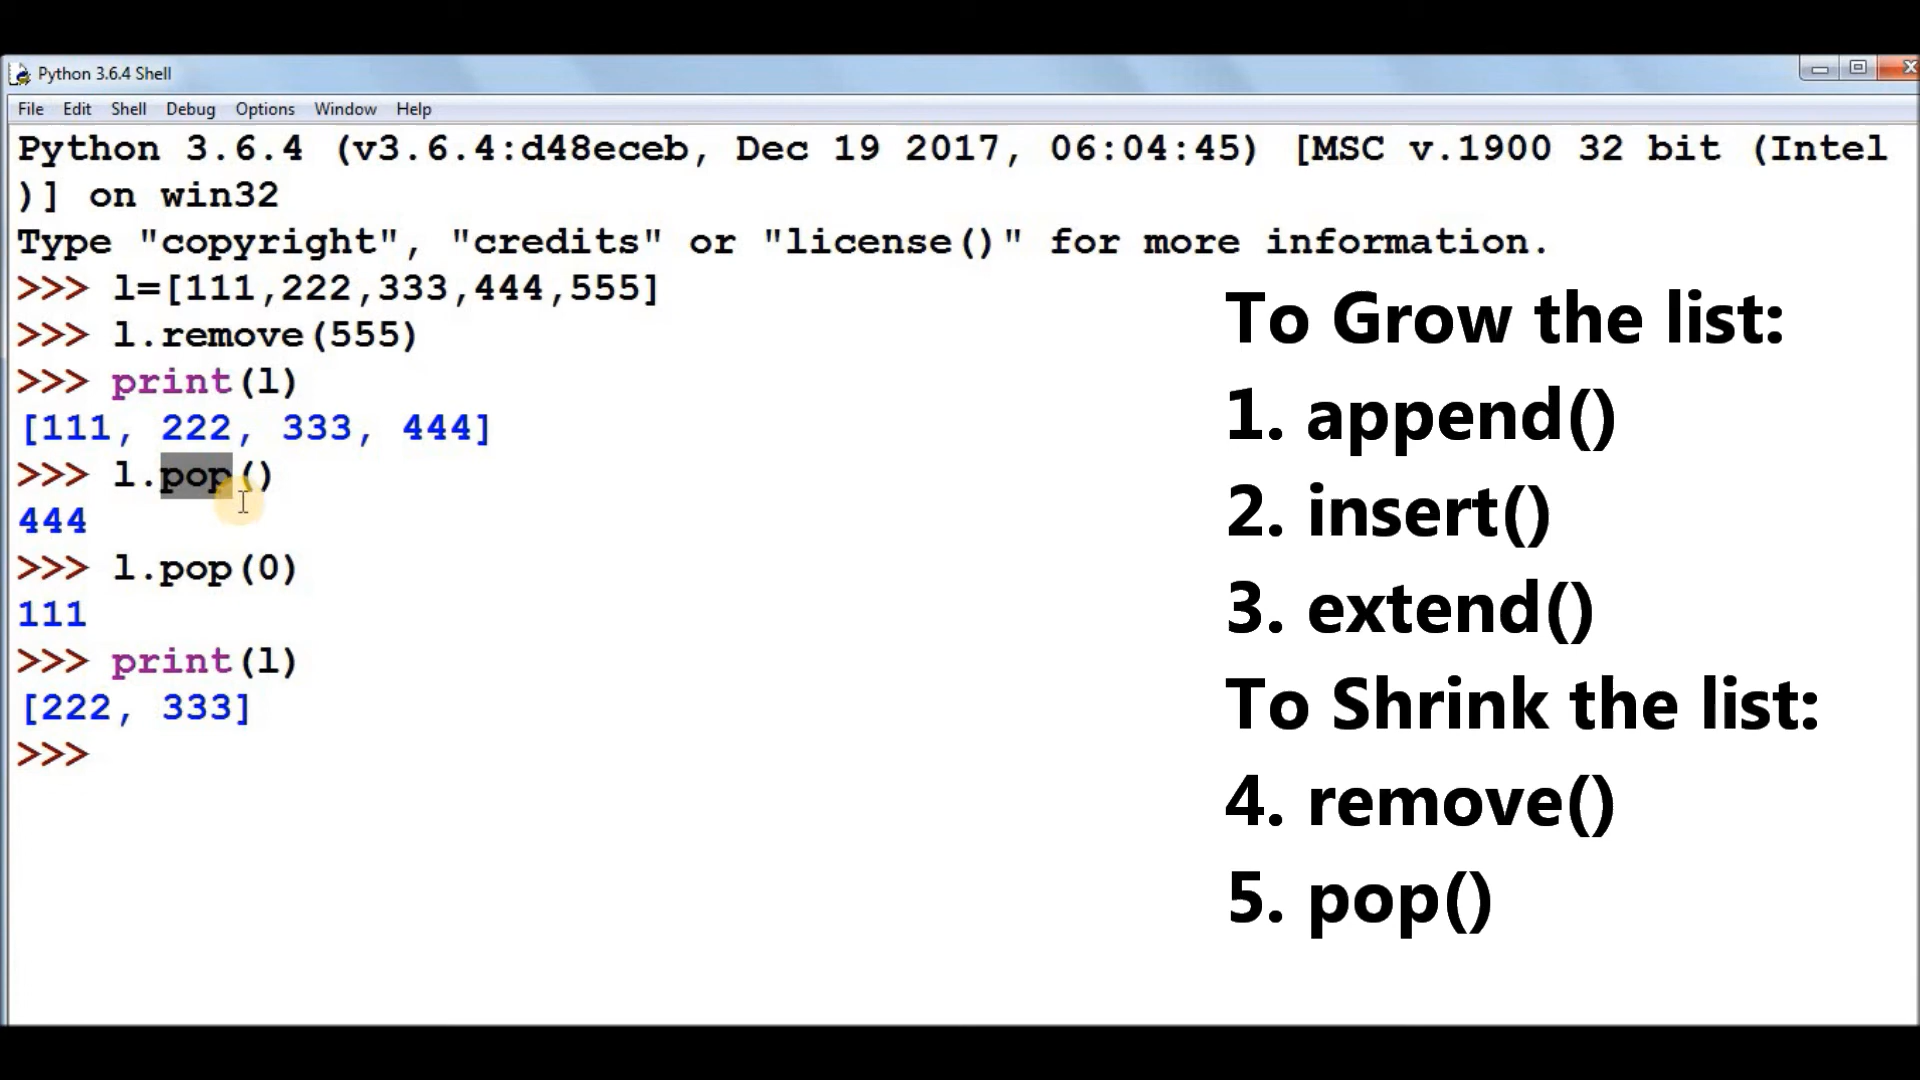 Python 3.6.4 Shell
File Edit Shell Debug Options Window Help
Python 3.6.4 (v3.6.4:d48eceb, Dec 19 2017, 06:04:45) [MSC v.1900 32 bit (Intel
)] on win32
Type "copyright", "credits" or "license()" for more information.
>>> l=[111,222,333,444,555]
>>> l.remove(555)
>>> print(l)
[111, 222, 333, 444]
>>> l.pop()
444
>>> l.pop(0)
111
>>> print(l)
[222, 333]
>>>
To Grow the list:
1. append()
2. insert()
3. extend()
To Shrink the list:
4. remove()
5. pop()